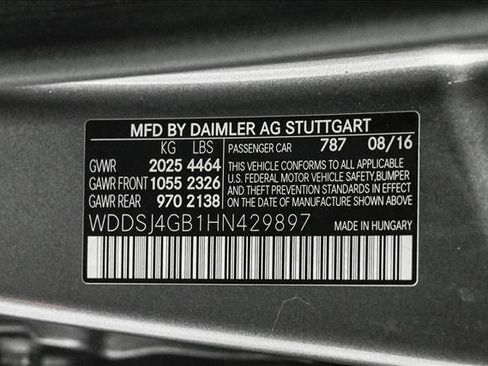 MFD BY DAIMLER AG STUTTGART
KG LBS PASSENGER CAR 787 08/16
GVWR 2025 4464
GAWR FRONT 1055 2326
GAWR REAR 970 2138
THIS VEHICLE CONFORMS TO ALL APPLICABLE
U.S. FEDERAL MOTOR VEHICLE SAFETY,BUMPER
AND THEFT PREVENTION STANDARDS IN
EFFECT ON THE DATE OF
MANUFACTURE SHOWN ABOVE.
WDDSJ4GB1HN429897 MADE IN HUNGARY